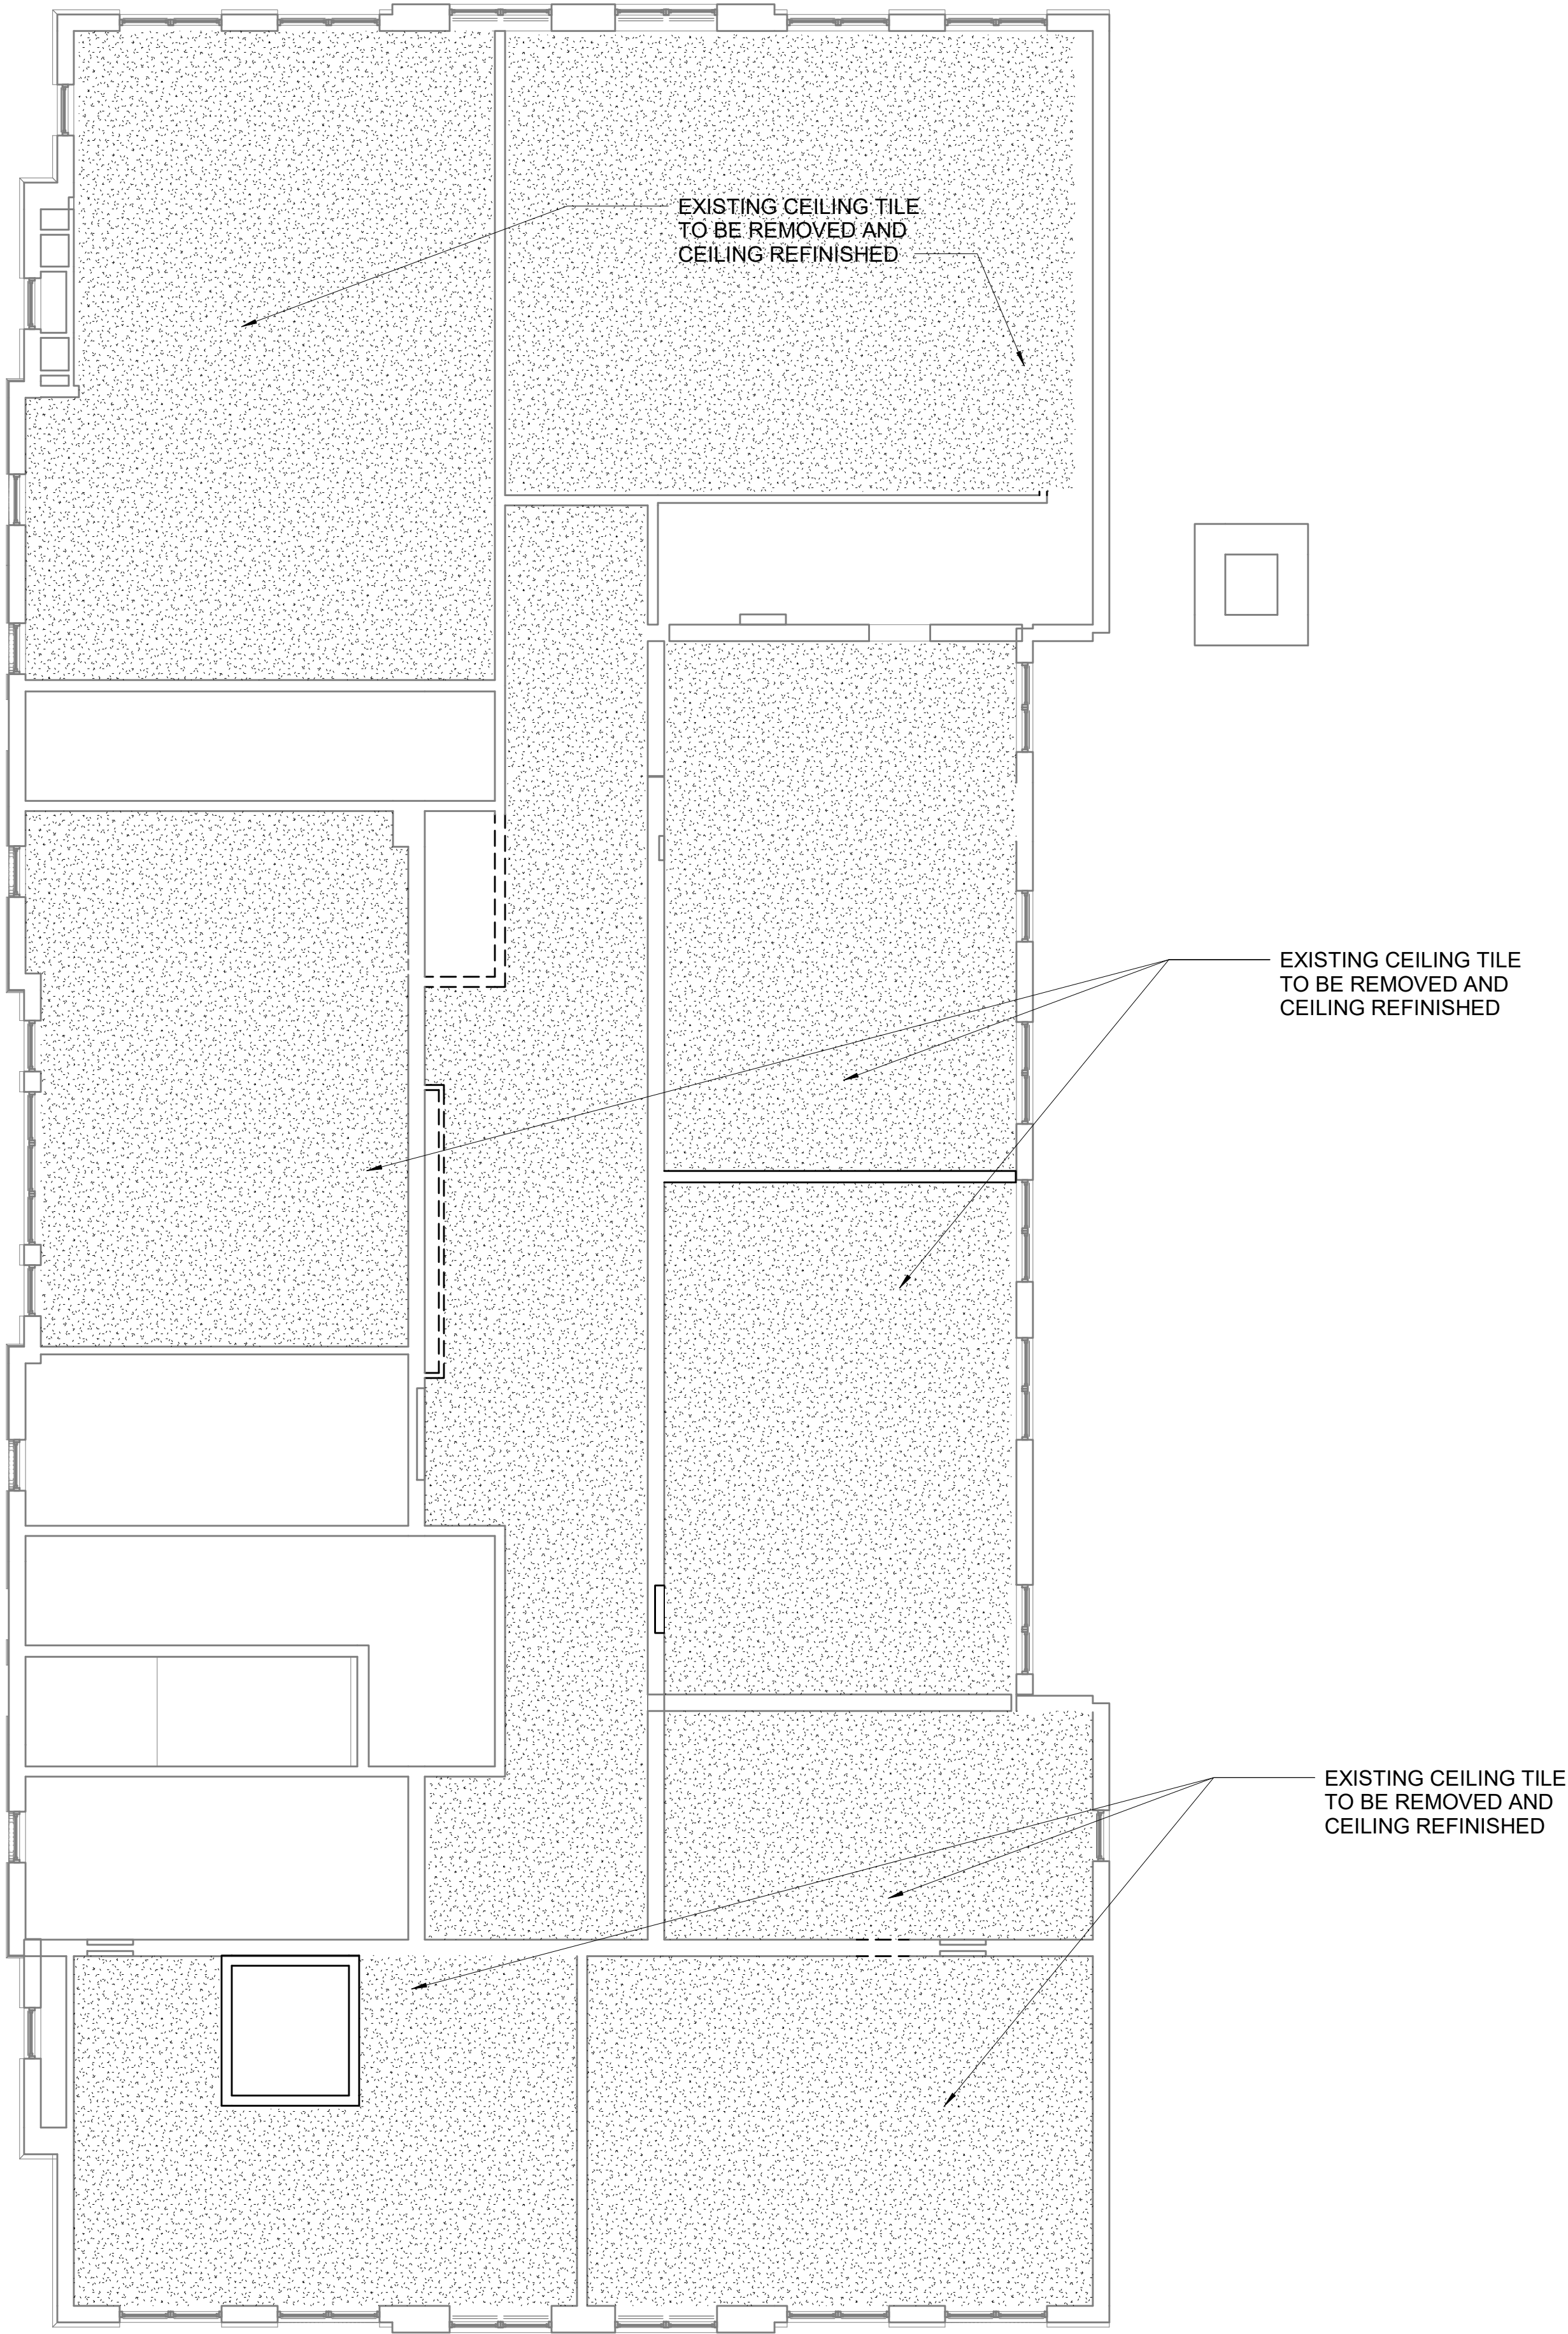 EXISTING CEILING TILE
TO BE REMOVED AND
CEILING REFINISHED
EXISTING CEILING TILE
TO BE REMOVED AND
CEILING REFINISHED
EXISTING CEILING TILE
TO BE REMOVED AND
CEILING REFINISHED